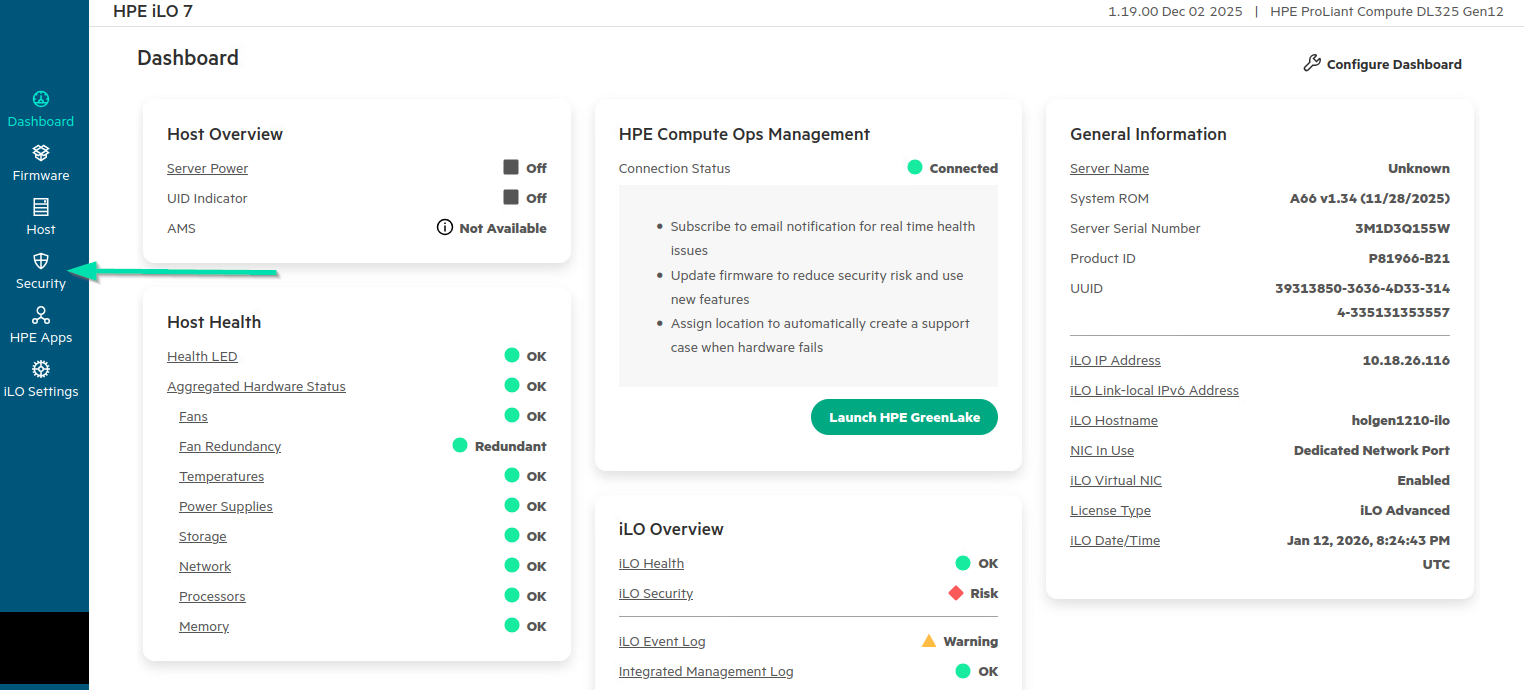 HPE iLO 7
1.19.00 Dec 02 2025 | HPE ProLiant Compute DL325 Gen12
Dashboard
Firmware
Host
Security
HPE Apps
iLO Settings
Dashboard
Configure Dashboard
Host Overview
Server Power Off
UID Indicator Off
AMS Not Available
Host Health
Health LED OK
Aggregated Hardware Status OK
Fans OK
Fan Redundancy Redundant
Temperatures OK
Power Supplies OK
Storage OK
Network OK
Processors OK
Memory OK
HPE Compute Ops Management
Connection Status Connected
• Subscribe to email notification for real time health
issues
• Update firmware to reduce security risk and use
new features
• Assign location to automatically create a support
case when hardware fails
Launch HPE GreenLake
iLO Overview
iLO Health OK
iLO Security Risk
iLO Event Log Warning
Integrated Management Log OK
General Information
Server Name Unknown
System ROM A66 v1.34 (11/28/2025)
Server Serial Number 3M1D3Q155W
Product ID P81966-B21
UUID 39313850-3636-4D33-314
4-335131353557
iLO IP Address 10.18.26.116
iLO Link-local IPv6 Address
iLO Hostname holgen1210-ilo
NIC In Use Dedicated Network Port
iLO Virtual NIC Enabled
License Type iLO Advanced
iLO Date/Time Jan 12, 2026, 8:24:43 PM
UTC